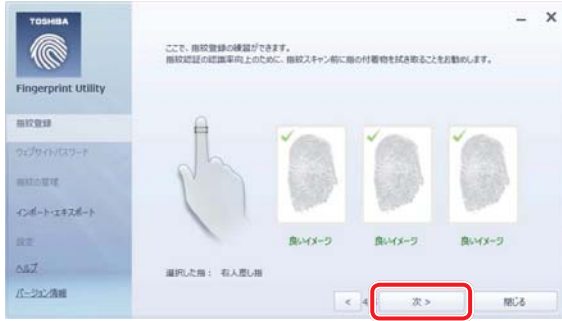 TOSHIBA
Fingerprint Utility
指紋登録
ウェブサイトパスワード
指紋の管理
インポート・エキスポート
設定
ヘルプ
バージョン情報
ここで、指紋登録の練習ができます。
指紋認証の認識率向上のために、指紋スキャン前に指の付着物を拭き取ることをお勧めします。
良いイメージ
良いイメージ
良いイメージ
選択した指： 右人差し指
< 4 次 > 閉じる